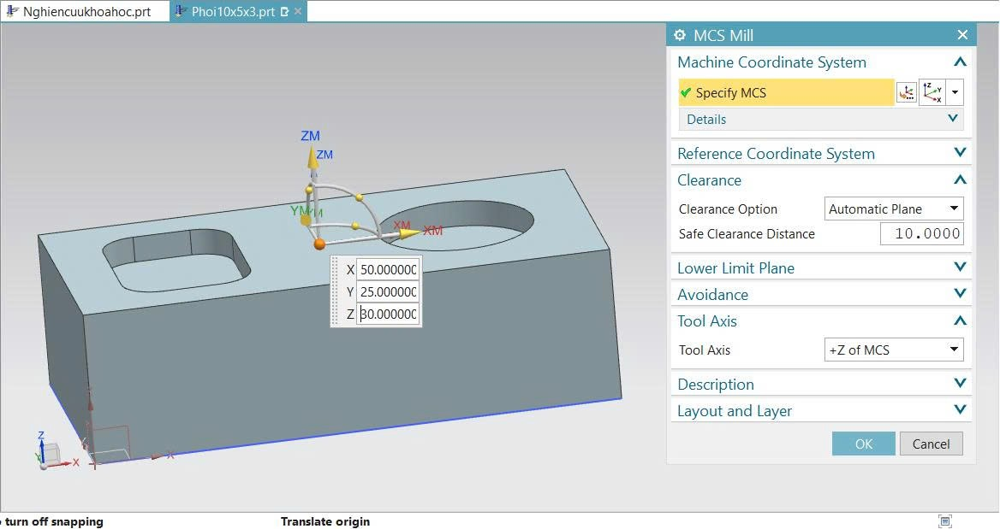 Nghiencuukhoahoc.prt
Phoi10x5x3.prt
MCS Mill
Machine Coordinate System
Specify MCS
Details
Reference Coordinate System
Clearance
Clearance Option Automatic Plane
Safe Clearance Distance 10.0000
Lower Limit Plane
Avoidance
Tool Axis
Tool Axis +Z of MCS
Description
Layout and Layer
OK Cancel
ZM
ZM
YM YM
XM XM
X 50.000000
Y 25.000000
Z 30.000000
X
Z
Y X
turn off snapping
Translate origin